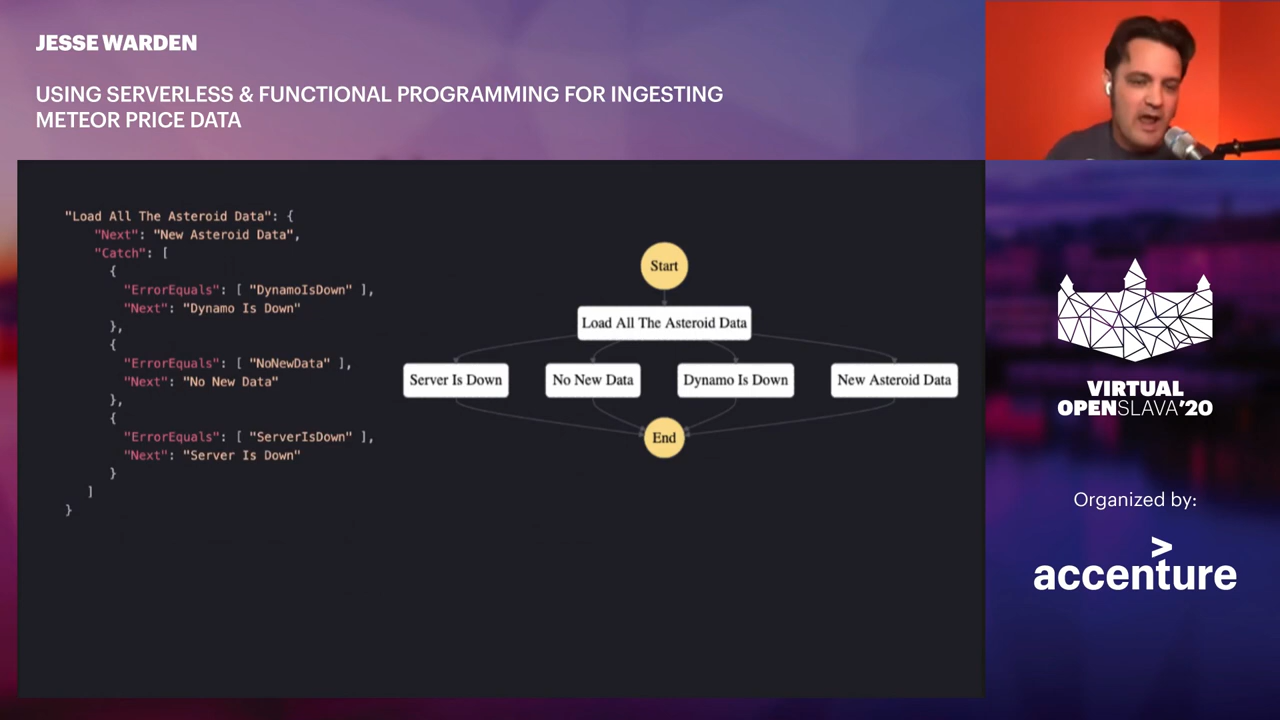 JESSE WARDEN
USING SERVERLESS & FUNCTIONAL PROGRAMMING FOR INGESTING
METEOR PRICE DATA
"Load All The Asteroid Data": {
"Next": "New Asteroid Data",
"Catch": [
{
"ErrorEquals": [ "DynamoIsDown" ],
"Next": "Dynamo Is Down"
},
{
"ErrorEquals": [ "NoNewData" ],
"Next": "No New Data"
},
{
"ErrorEquals": [ "ServerIsDown" ],
"Next": "Server Is Down"
}
]
}
Start
Load All The Asteroid Data
Server Is Down
No New Data
Dynamo Is Down
New Asteroid Data
End
VIRTUAL
OPENSLAVA'20
Organized by:
accenture